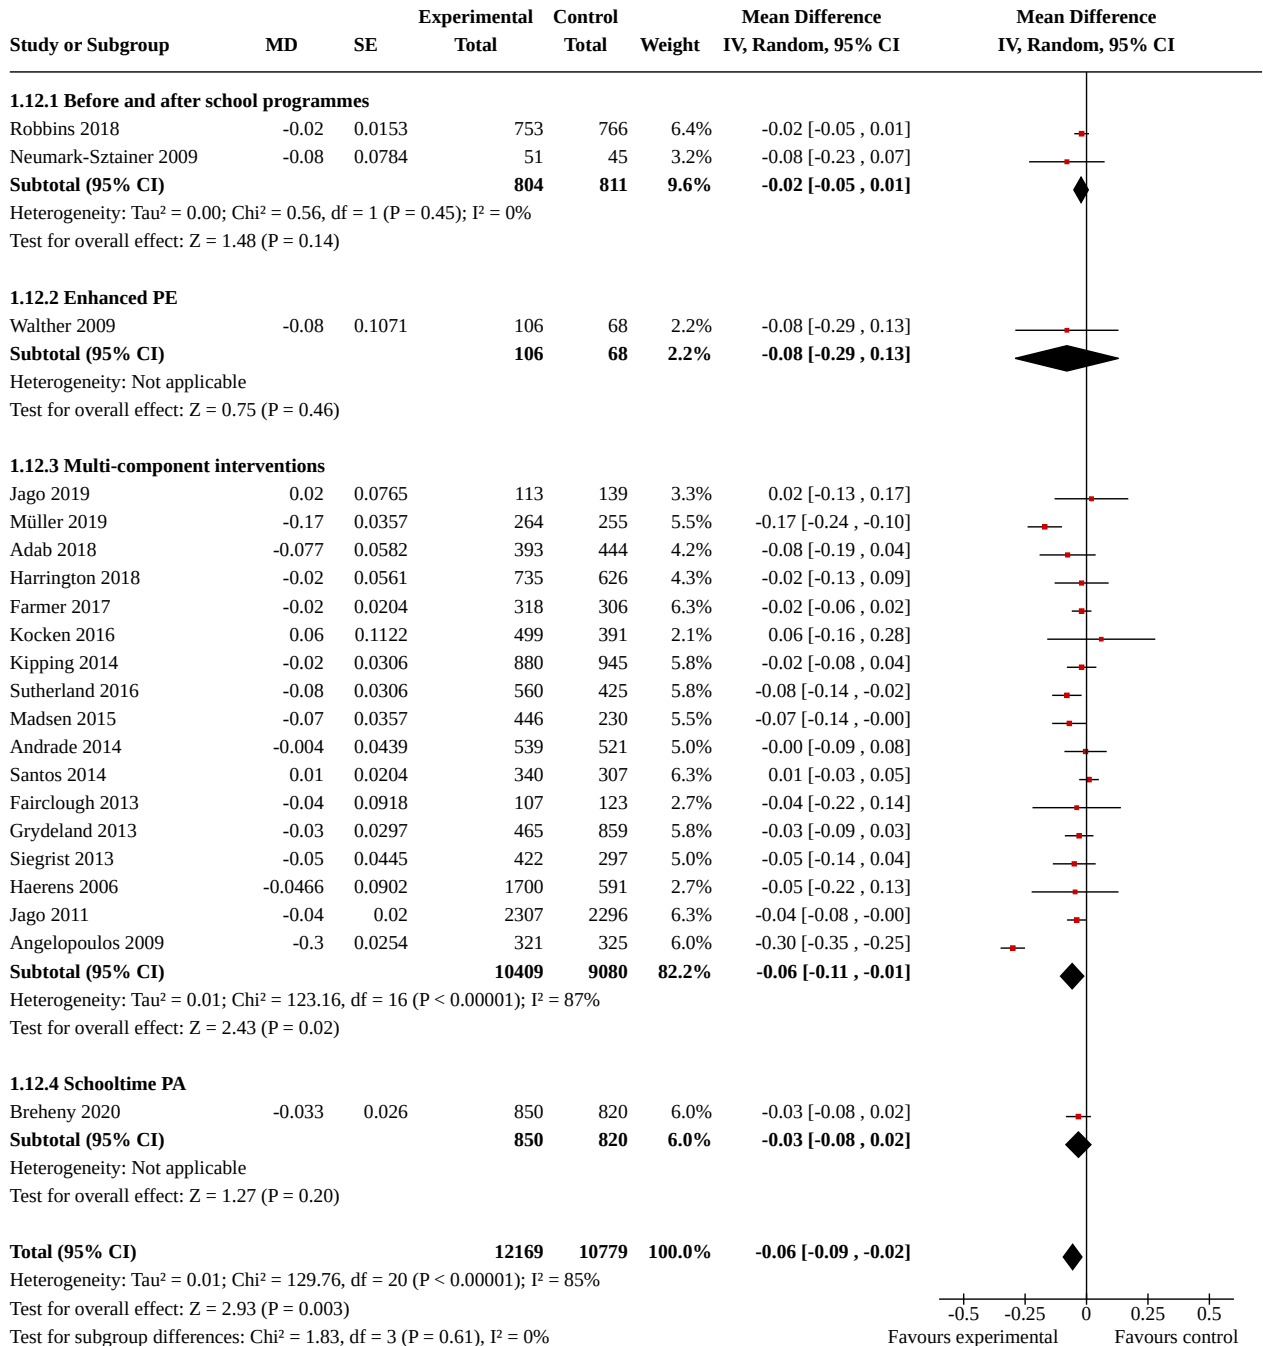 Experimental Control Mean Difference Mean Difference
Study or Subgroup MD SE Total Total Weight IV, Random, 95% CI IV, Random, 95% CI
1.12.1 Before and after school programmes
Robbins 2018 -0.02 0.0153 753 766 6.4% -0.02 [-0.05 , 0.01]
Neumark-Sztainer 2009 -0.08 0.0784 51 45 3.2% -0.08 [-0.23 , 0.07]
Subtotal (95% CI) 804 811 9.6% -0.02 [-0.05 , 0.01]
Heterogeneity: Tau² = 0.00; Chi² = 0.56, df = 1 (P = 0.45); I² = 0%
Test for overall effect: Z = 1.48 (P = 0.14)
1.12.2 Enhanced PE
Walther 2009 -0.08 0.1071 106 68 2.2% -0.08 [-0.29 , 0.13]
Subtotal (95% CI) 106 68 2.2% -0.08 [-0.29 , 0.13]
Heterogeneity: Not applicable
Test for overall effect: Z = 0.75 (P = 0.46)
1.12.3 Multi-component interventions
Jago 2019 0.02 0.0765 113 139 3.3% 0.02 [-0.13 , 0.17]
Müller 2019 -0.17 0.0357 264 255 5.5% -0.17 [-0.24 , -0.10]
Adab 2018 -0.077 0.0582 393 444 4.2% -0.08 [-0.19 , 0.04]
Harrington 2018 -0.02 0.0561 735 626 4.3% -0.02 [-0.13 , 0.09]
Farmer 2017 -0.02 0.0204 318 306 6.3% -0.02 [-0.06 , 0.02]
Kocken 2016 0.06 0.1122 499 391 2.1% 0.06 [-0.16 , 0.28]
Kipping 2014 -0.02 0.0306 880 945 5.8% -0.02 [-0.08 , 0.04]
Sutherland 2016 -0.08 0.0306 560 425 5.8% -0.08 [-0.14 , -0.02]
Madsen 2015 -0.07 0.0357 446 230 5.5% -0.07 [-0.14 , -0.00]
Andrade 2014 -0.004 0.0439 539 521 5.0% -0.00 [-0.09 , 0.08]
Santos 2014 0.01 0.0204 340 307 6.3% 0.01 [-0.03 , 0.05]
Fairclough 2013 -0.04 0.0918 107 123 2.7% -0.04 [-0.22 , 0.14]
Grydeland 2013 -0.03 0.0297 465 859 5.8% -0.03 [-0.09 , 0.03]
Siegrist 2013 -0.05 0.0445 422 297 5.0% -0.05 [-0.14 , 0.04]
Haerens 2006 -0.0466 0.0902 1700 591 2.7% -0.05 [-0.22 , 0.13]
Jago 2011 -0.04 0.02 2307 2296 6.3% -0.04 [-0.08 , -0.00]
Angelopoulos 2009 -0.3 0.0254 321 325 6.0% -0.30 [-0.35 , -0.25]
Subtotal (95% CI) 10409 9080 82.2% -0.06 [-0.11 , -0.01]
Heterogeneity: Tau² = 0.01; Chi² = 123.16, df = 16 (P < 0.00001); I² = 87%
Test for overall effect: Z = 2.43 (P = 0.02)
1.12.4 Schooltime PA
Breheny 2020 -0.033 0.026 850 820 6.0% -0.03 [-0.08 , 0.02]
Subtotal (95% CI) 850 820 6.0% -0.03 [-0.08 , 0.02]
Heterogeneity: Not applicable
Test for overall effect: Z = 1.27 (P = 0.20)
Total (95% CI) 12169 10779 100.0% -0.06 [-0.09 , -0.02]
Heterogeneity: Tau² = 0.01; Chi² = 129.76, df = 20 (P < 0.00001); I² = 85%
Test for overall effect: Z = 2.93 (P = 0.003)
-0.5 -0.25 0 0.25 0.5
Test for subgroup differences: Chi² = 1.83, df = 3 (P = 0.61), I² = 0% Favours experimental Favours control